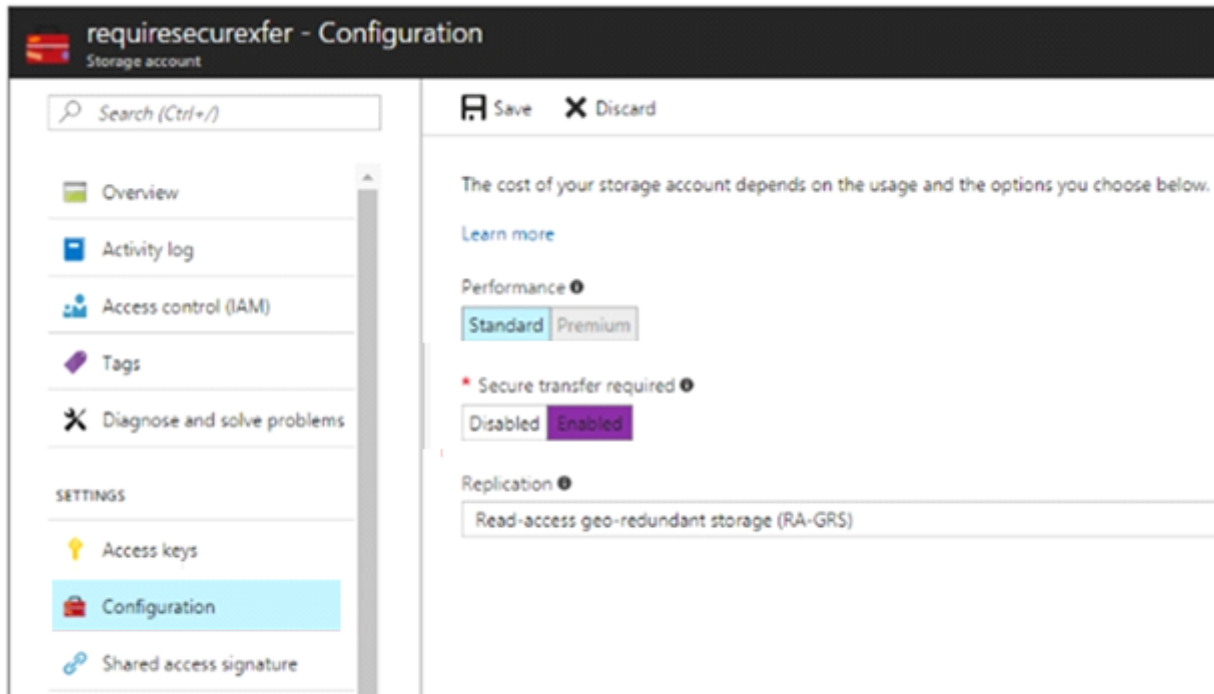 requiresecurexfer - Configuration
Storage account
Search (Ctrl+/)
Overview
Activity log
Access control (IAM)
Tags
Diagnose and solve problems
SETTINGS
Access keys
Configuration
Shared access signature
Save Discard
The cost of your storage account depends on the usage and the options you choose below.
Learn more
Performance
Standard Premium
* Secure transfer required
Disabled Enabled
Replication
Read-access geo-redundant storage (RA-GRS)